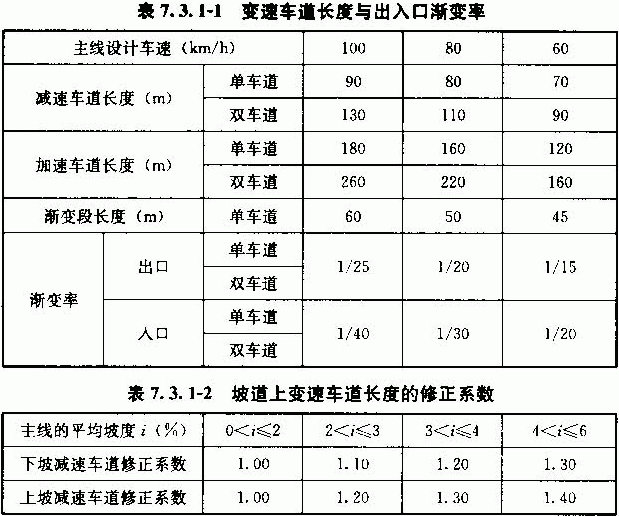 表 7.3.1-1 变速车道长度与出入口渐变率
主线设计车速（km/h） 100 80 60
减速车道长度（m） 单车道 90 80 70
双车道 130 110 90
加速车道长度（m） 单车道 180 160 120
双车道 260 220 160
渐变段长度（m） 单车道 60 50 45
渐变率 出口 单车道 1/25 1/20 1/15
双车道
入口 单车道 1/40 1/30 1/20
双车道
表 7.3.1-2 坡道上变速车道长度的修正系数
主线的平均坡度 i（%） 0<i≤2 2<i≤3 3<i≤4 4<i≤6
下坡减速车道修正系数 1.00 1.10 1.20 1.30
上坡减速车道修正系数 1.00 1.20 1.30 1.40